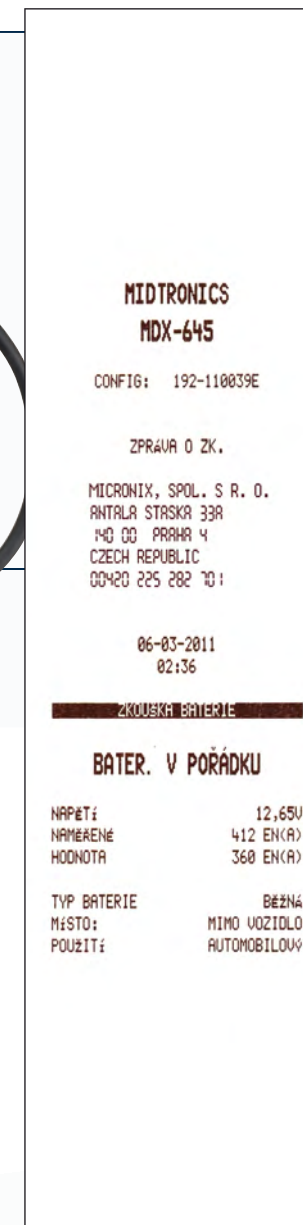 MIDTRONICS
MDX-645
CONFIG: 192-110039E
ZPRáVA O ZK.
MICRONIX, SPOL. S R. O.
ANTALA STASKA 33A
140 00 PRAHA 4
CZECH REPUBLIC
00420 225 282 701
06-03-2011
02:36
ZKOUšKA BATERIE
BATER. V POŘÁDKU
NAPěTí 12,65V
NAMěŘENé 412 EN(A)
HODNOTA 360 EN(A)
TYP BATERIE BěžNá
MíSTO: MIMO VOZIDLO
POUžITí AUTOMOBILOVý